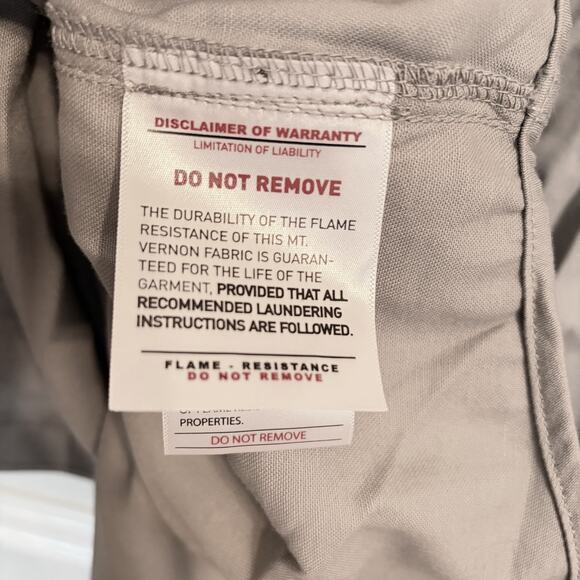 DISCLAIMER OF WARRANTY
LIMITATION OF LIABILITY
DO NOT REMOVE
THE DURABILITY OF THE FLAME
RESISTANCE OF THIS MT.
VERNON FABRIC IS GUARAN-
TEED FOR THE LIFE OF THE
GARMENT, PROVIDED THAT ALL
RECOMMENDED LAUNDERING
INSTRUCTIONS ARE FOLLOWED.
FLAME - RESISTANCE
DO NOT REMOVE
PROPERTIES.
DO NOT REMOVE